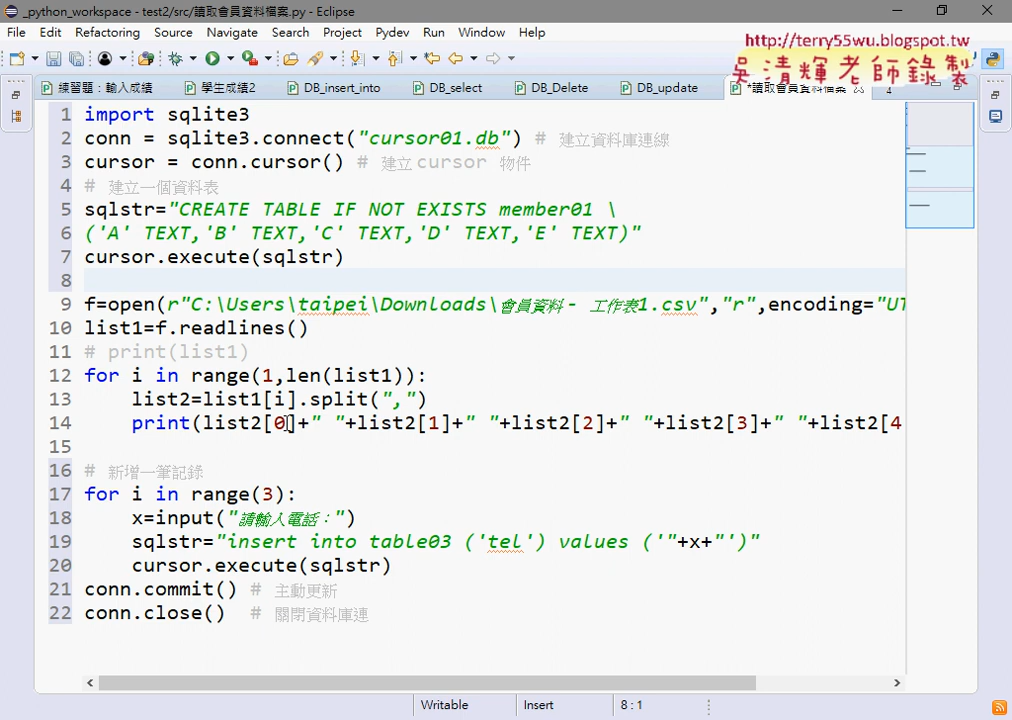 _python_workspace - test2/src/讀取會員資料檔案.py - Eclipse
File Edit Refactoring Source Navigate Search Project Pydev Run Window Help
http://terry55wu.blogspot.tw
吳清輝老師錄製
練習題：輸入成績 學生成績2 DB_insert_into DB_select DB_Delete DB_update *讀取會員資料檔案
1 import sqlite3
2 conn = sqlite3.connect("cursor01.db") # 建立資料庫連線
3 cursor = conn.cursor() # 建立 cursor 物件
4 # 建立一個資料表
5 sqlstr="CREATE TABLE IF NOT EXISTS member01 \
6 ('A' TEXT,'B' TEXT,'C' TEXT,'D' TEXT,'E' TEXT)"
7 cursor.execute(sqlstr)
8
9 f=open(r"C:\Users\taipei\Downloads\會員資料 - 工作表1.csv","r",encoding="UT
10 list1=f.readlines()
11 # print(list1)
12 for i in range(1,len(list1)):
13 list2=list1[i].split(",")
14 print(list2[0]+" "+list2[1]+" "+list2[2]+" "+list2[3]+" "+list2[4
15
16 # 新增一筆記錄
17 for i in range(3):
18 x=input("請輸入電話：")
19 sqlstr="insert into table03 ('tel') values ('"+x+"')"
20 cursor.execute(sqlstr)
21 conn.commit() # 主動更新
22 conn.close() # 關閉資料庫連
Writable Insert 8 : 1